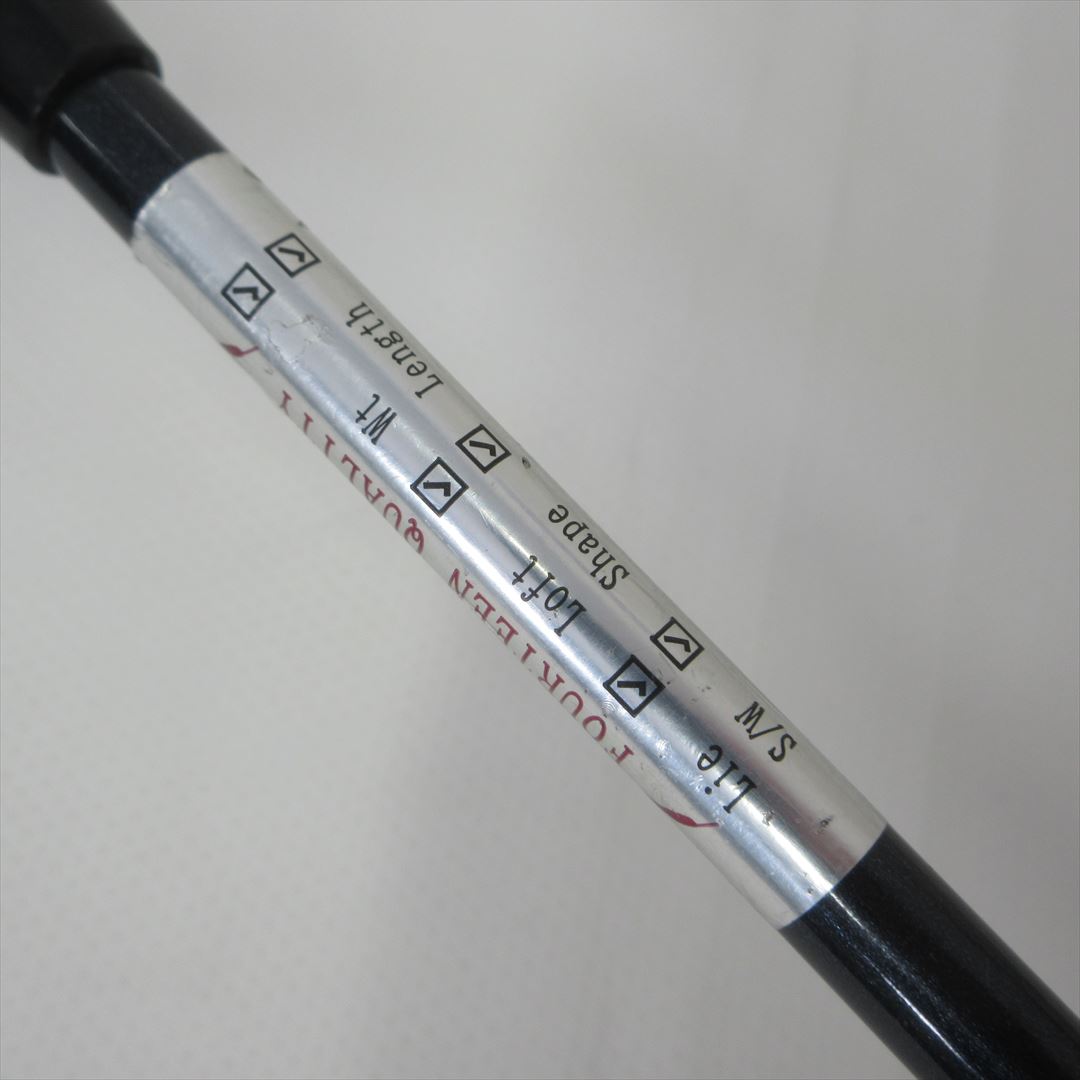 FOURTEEN QUALITY
Lie ☑ Loft ☑ Wt ☑
S/W ☑ Shape ☑ Length ☑